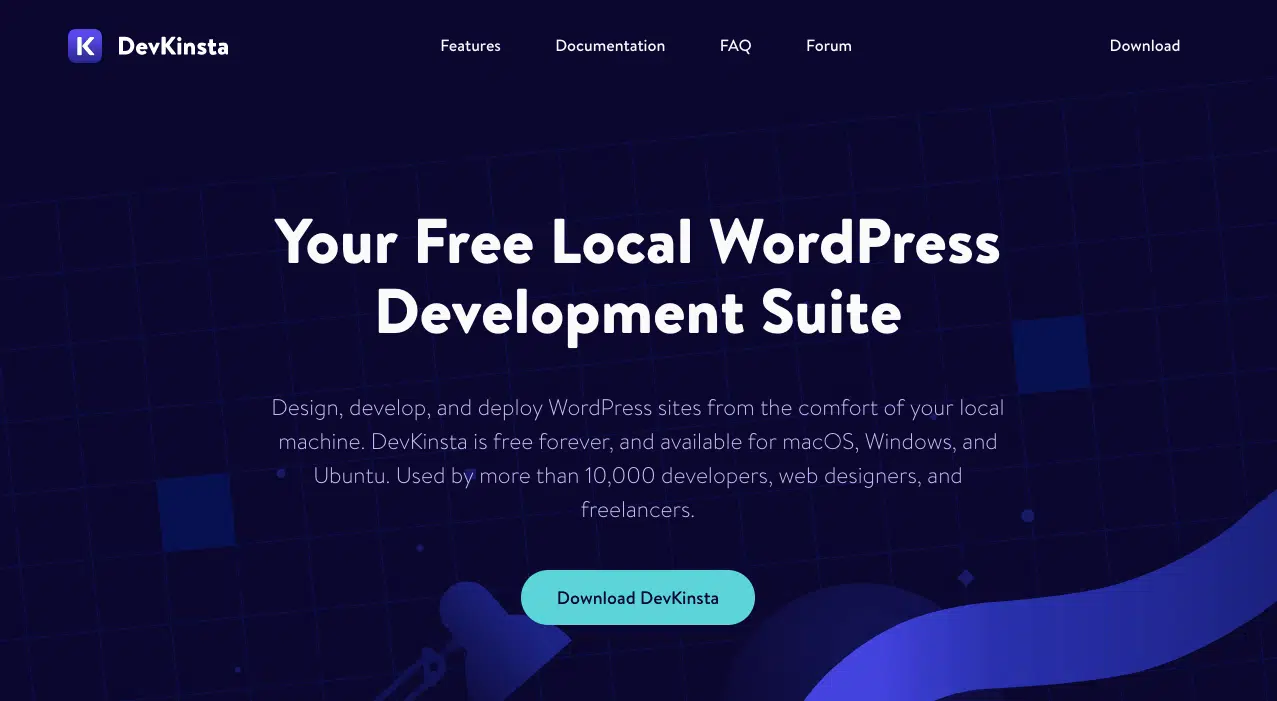 K DevKinsta
Features Documentation FAQ Forum Download
Your Free Local WordPress
Development Suite
Design, develop, and deploy WordPress sites from the comfort of your local
machine. DevKinsta is free forever, and available for macOS, Windows, and
Ubuntu. Used by more than 10,000 developers, web designers, and
freelancers.
Download DevKinsta